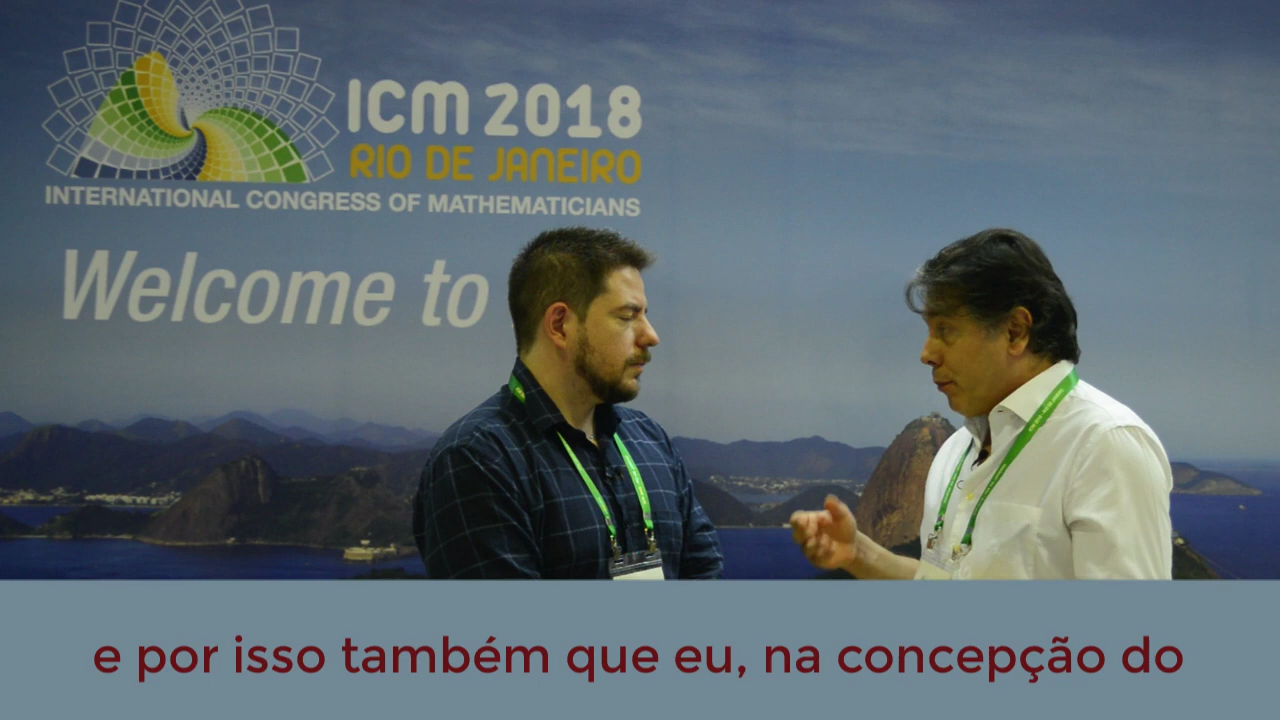 ICM 2018
RIO DE JANEIRO
INTERNATIONAL CONGRESS OF MATHEMATICIANS
Welcome to
e por isso também que eu, na concepção do